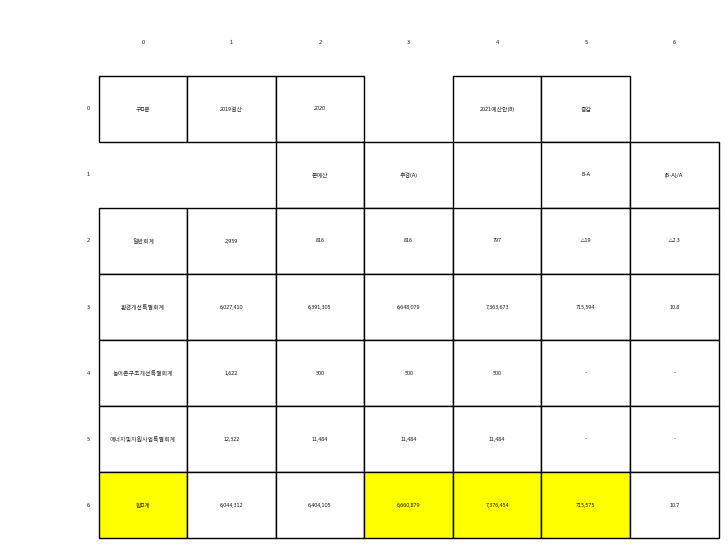 0 1 2 3 4 5 6
0 구 분 2019결산 2020 2021예산안(B) 증감
1 본예산 추경(A) B-A (B-A)/A
2 일반회계 2,959 816 816 797 △19 △2.3
3 환경개선특별회계 6,027,410 6,391,305 6,648,079 7,363,673 715,594 10.8
4 농어촌구조개선특별회계 1,622 500 500 500 - -
5 에너지및자원사업특별회계 12,322 11,484 11,484 11,484 - -
6 합 계 6,044,312 6,404,105 6,660,879 7,376,454 715,575 10.7